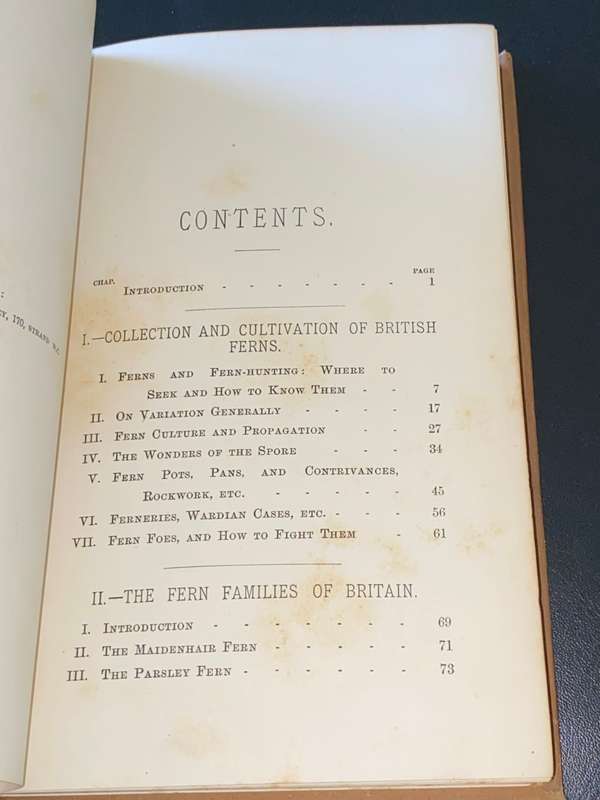 :
Y, 170, STRAND W.C.
CONTENTS.
CHAP. PAGE
INTRODUCTION - - - - - - - 1
I.—COLLECTION AND CULTIVATION OF BRITISH
FERNS.
I. FERNS AND FERN-HUNTING: WHERE TO
SEEK AND HOW TO KNOW THEM - - 7
II. ON VARIATION GENERALLY - - - - 17
III. FERN CULTURE AND PROPAGATION - - - 27
IV. THE WONDERS OF THE SPORE - - - 34
V. FERN POTS, PANS, AND CONTRIVANCES,
ROCKWORK, ETC. - - - - - 45
VI. FERNERIES, WARDIAN CASES, ETC. - - - 56
VII. FERN FOES, AND HOW TO FIGHT THEM - 61
II.—THE FERN FAMILIES OF BRITAIN.
I. INTRODUCTION - - - - - - - 69
II. THE MAIDENHAIR FERN - - - - - 71
III. THE PARSLEY FERN - - - - - - 73